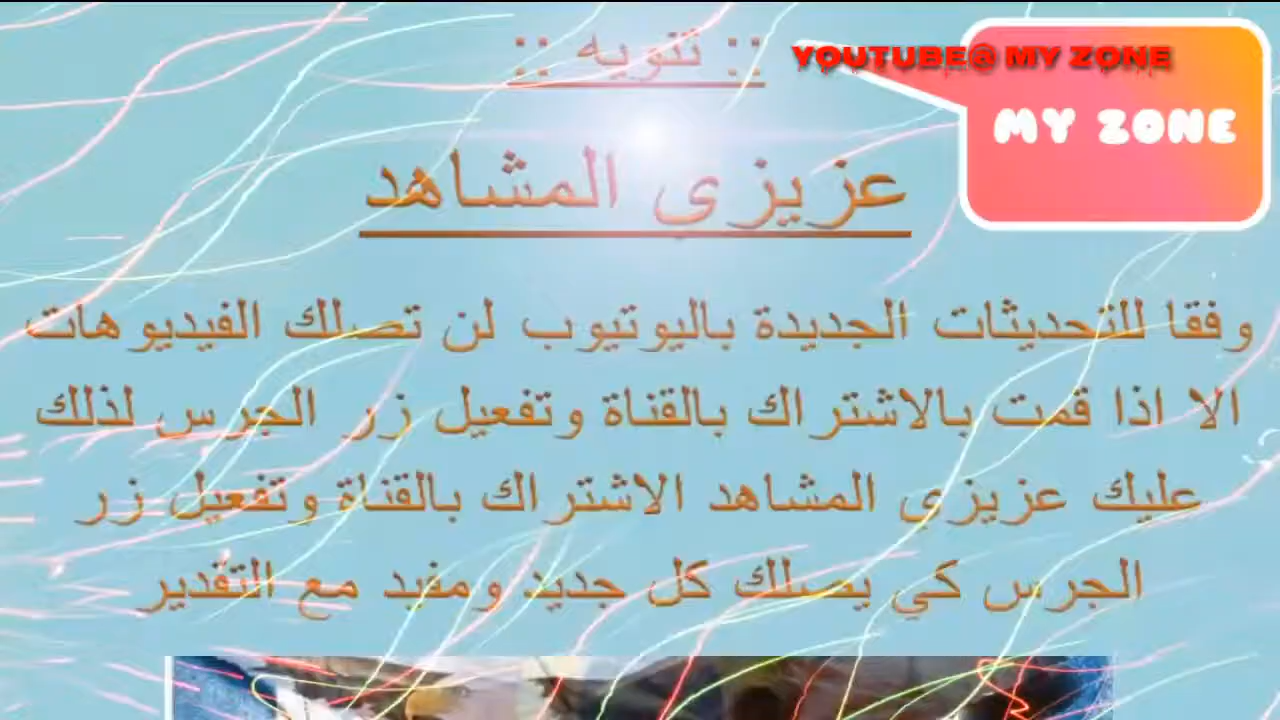 :: تنويه ::
YOUTUBE@ MY ZONE
MY ZONE
عزيزى المشاهد
وفقا للتحديثات الجديدة باليوتيوب لن تصلك الفيديوهات
الا اذا قمت بالاشتراك بالقناة وتفعيل زر الجرس لذلك
عليك عزيزى المشاهد الاشتراك بالقناة وتفعيل زر
الجرس كي يصلك كل جديد ومفيد مع التقدير